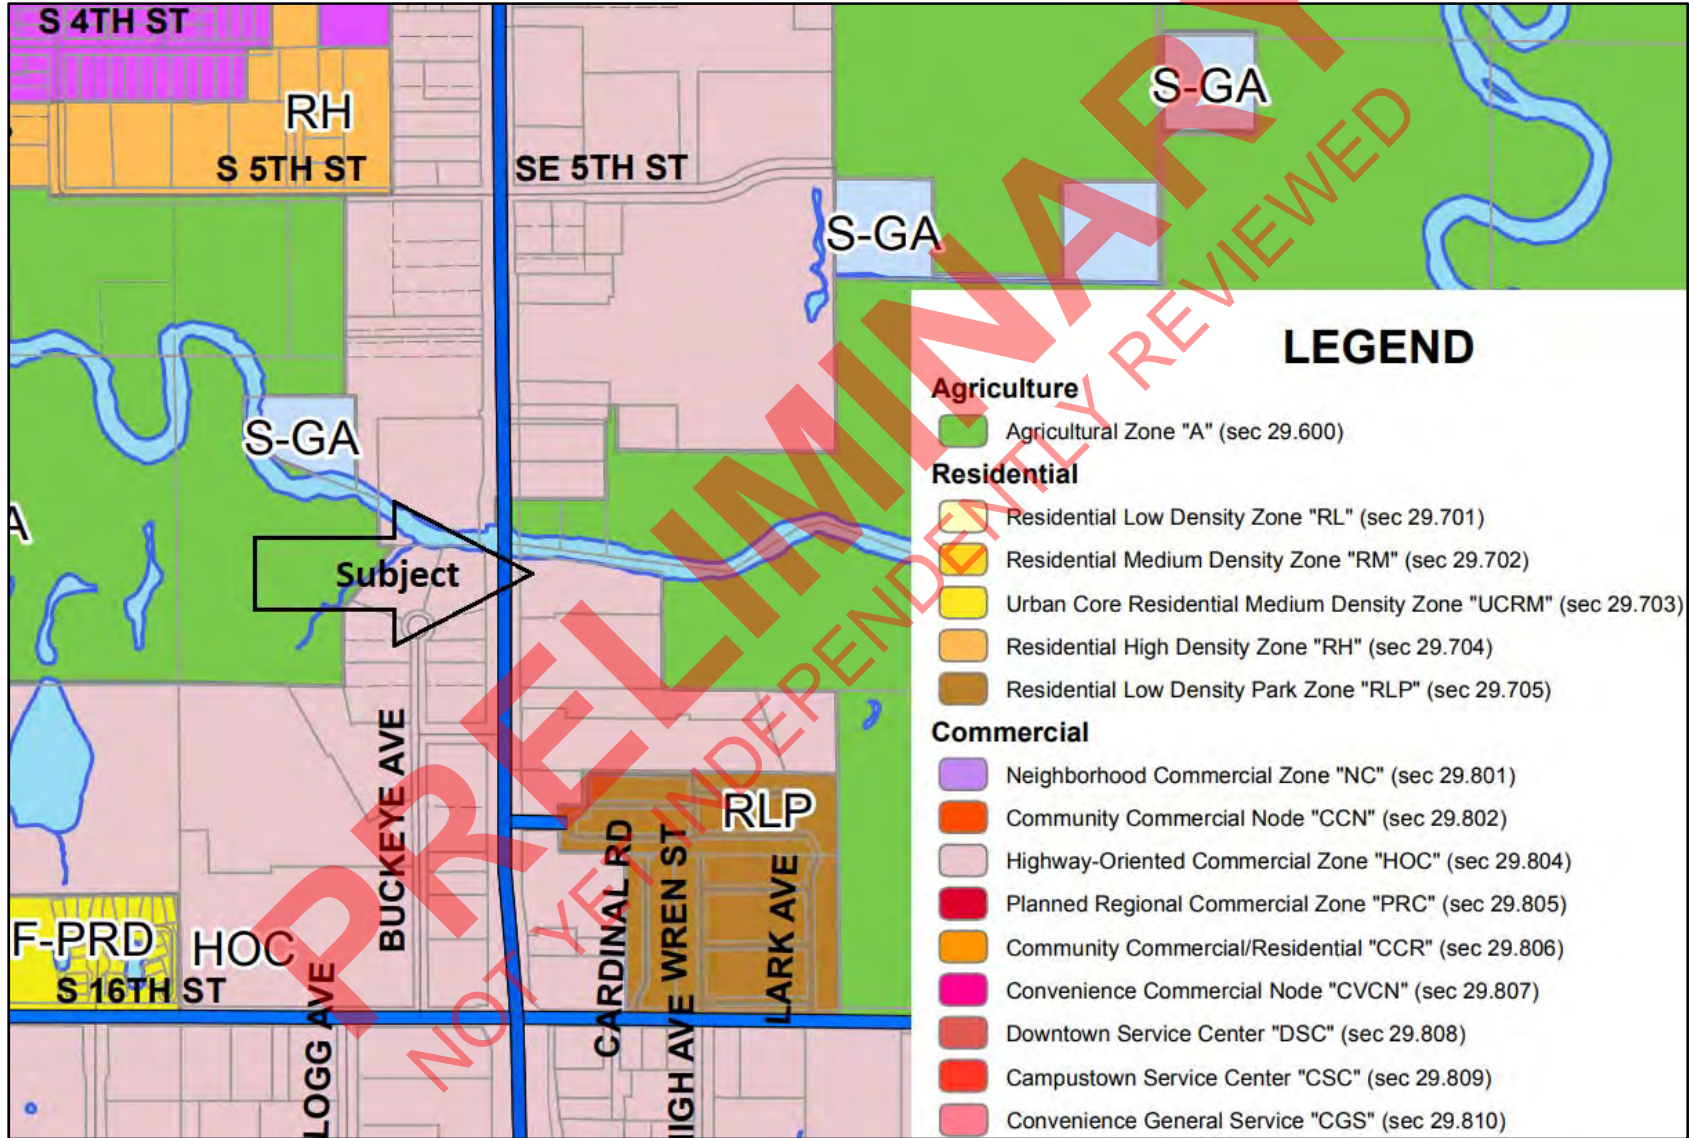 S 4TH ST
S-GA
RH
S 5TH ST
SE 5TH ST
S-GA
LEGEND
Agriculture
Agricultural Zone "A" (sec 29.600)
Residential
Residential Low Density Zone "RL" (sec 29.701)
Residential Medium Density Zone "RM" (sec 29.702)
Urban Core Residential Medium Density Zone "UCRM" (sec 29.703)
Residential High Density Zone "RH" (sec 29.704)
Residential Low Density Park Zone "RLP" (sec 29.705)
Commercial
Neighborhood Commercial Zone "NC" (sec 29.801)
Community Commercial Node "CCN" (sec 29.802)
Highway-Oriented Commercial Zone "HOC" (sec 29.804)
Planned Regional Commercial Zone "PRC" (sec 29.805)
Community Commercial/Residential "CCR" (sec 29.806)
Convenience Commercial Node "CVCN" (sec 29.807)
Downtown Service Center "DSC" (sec 29.808)
Campustown Service Center "CSC" (sec 29.809)
Convenience General Service "CGS" (sec 29.810)
S-GA
A
Subject
BUCKEYE AVE
RLP
CARDINAL RD
WREN ST
LARK AVE
F-PRD
HOC
S 16TH ST
LOGG AVE
IGH AVE
PRELIMINARY
NOT YET INDEPENDENTLY REVIEWED